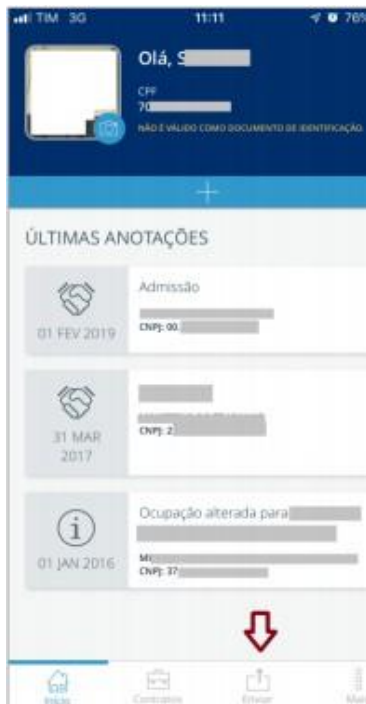 TIM 3G 11:11 76%
Olá, S
CPF
70
NÃO É VÁLIDO COMO DOCUMENTO DE IDENTIFICAÇÃO.
ÚLTIMAS ANOTAÇÕES
Admissão
CNPJ: 00.
01 FEV 2019
CNPJ: 2
31 MAR
2017
Ocupação alterada para
01 JAN 2016
CNPJ: 37
Início Contratos Enviar Mais